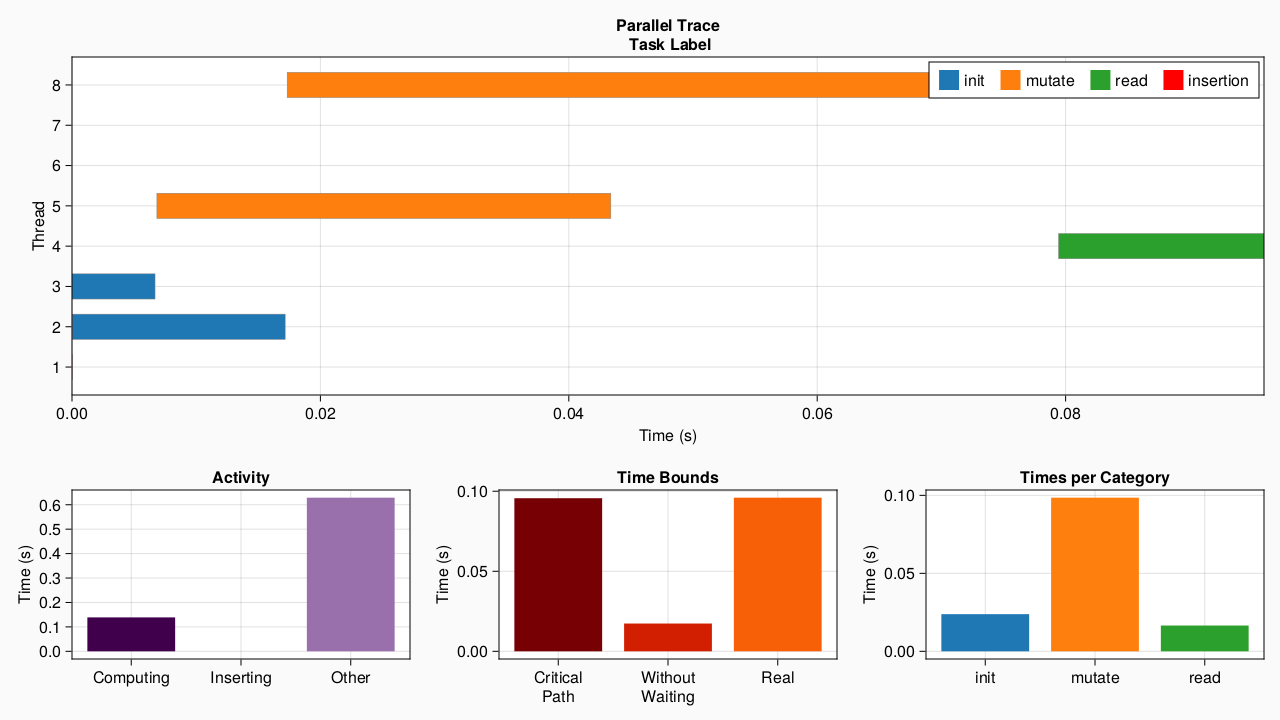 Parallel Trace
Task Label
init mutate read insertion
Thread
8
7
6
5
4
3
2
1
0.00 0.02 0.04 0.06 0.08
Time (s)
Activity
Time (s)
0.6
0.5
0.4
0.3
0.2
0.1
0.0
Computing Inserting Other
Time Bounds
Time (s)
0.10
0.05
0.00
Critical Path
Without Waiting
Real
Times per Category
Time (s)
0.10
0.05
0.00
init mutate read